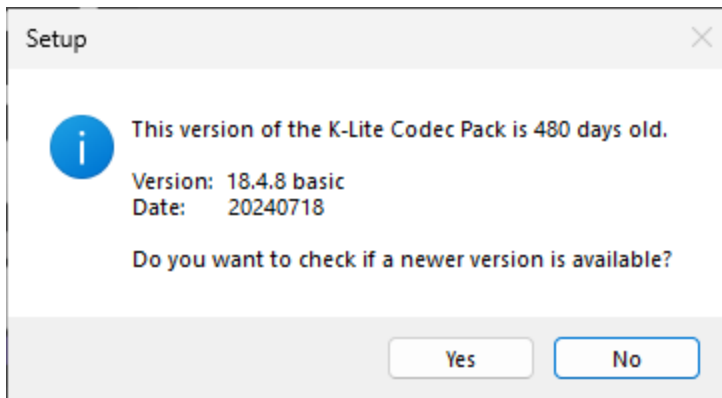 Setup
This version of the K-Lite Codec Pack is 480 days old.
Version: 18.4.8 basic
Date: 20240718
Do you want to check if a newer version is available?
Yes
No